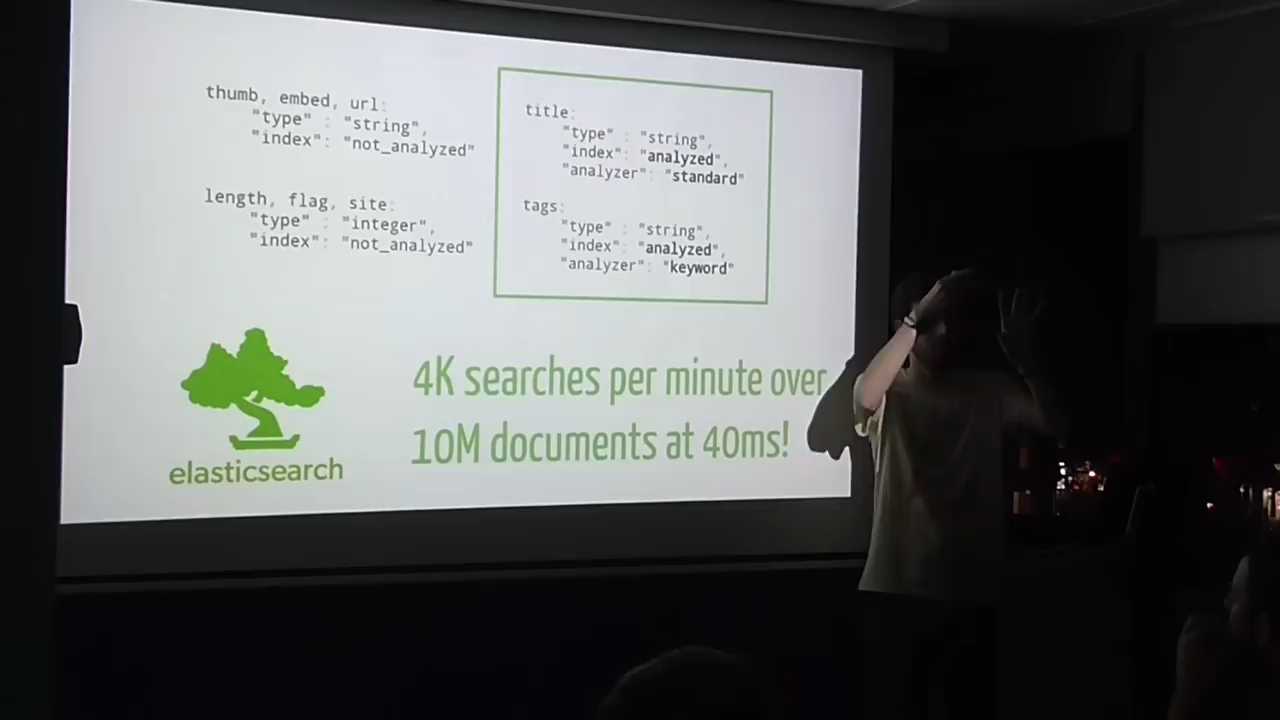 thumb, embed, url:
"type" : "string",
"index": "not_analyzed"
length, flag, site:
"type" : "integer",
"index": "not_analyzed"
title:
"type" : "string",
"index": "analyzed",
"analyzer": "standard"
tags:
"type" : "string",
"index": "analyzed",
"analyzer": "keyword"
elasticsearch
4K searches per minute over
10M documents at 40ms!